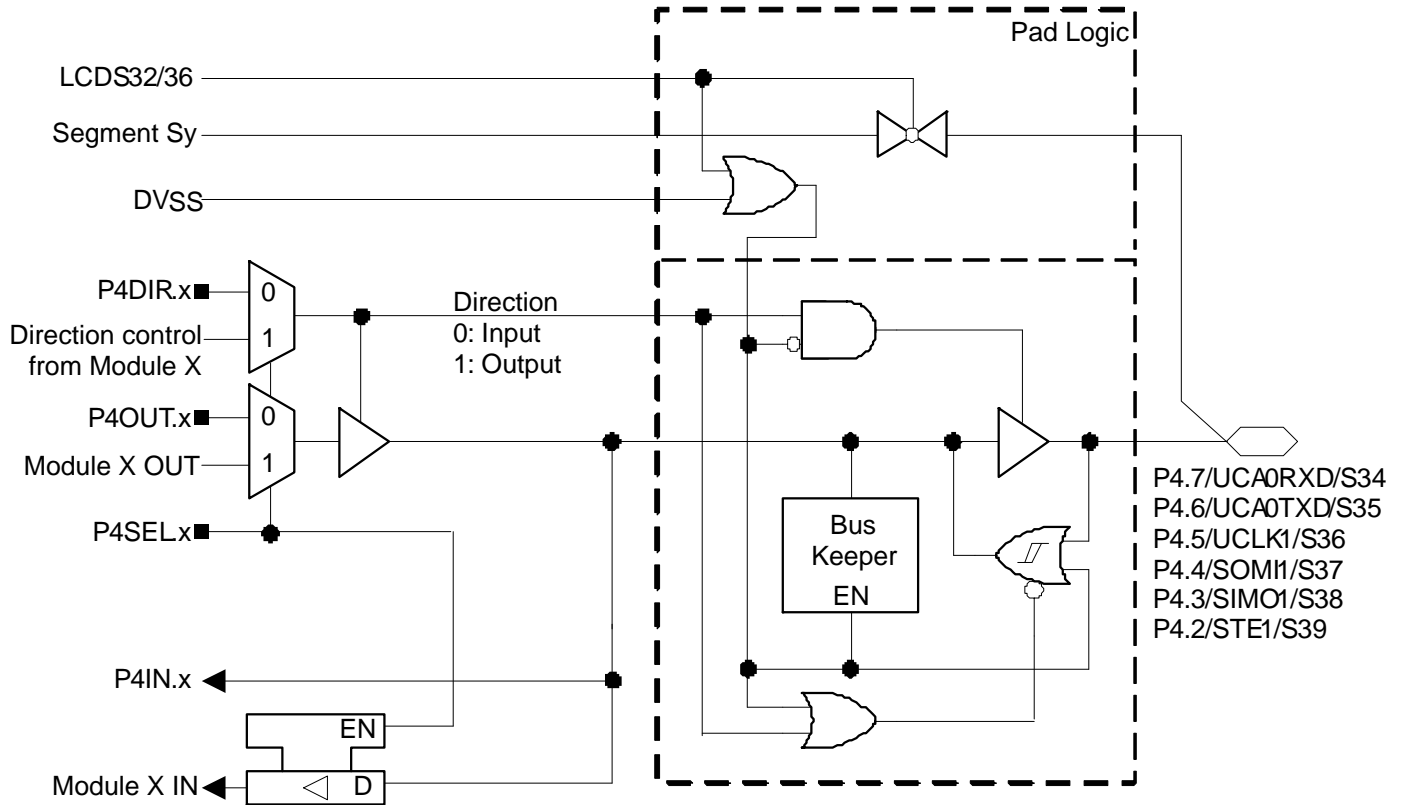 Pad Logic
LCDS32/36
Segment Sy
DVSS
P4DIR.x
0
Direction control
from Module X
1
Direction
0: Input
1: Output
P4OUT.x
0
Module X OUT
1
P4SEL.x
Bus
Keeper
EN
P4.7/UCA0RXD/S34
P4.6/UCA0TXD/S35
P4.5/UCLK1/S36
P4.4/SOMI1/S37
P4.3/SIMO1/S38
P4.2/STE1/S39
P4IN.x
EN
Module X IN
D